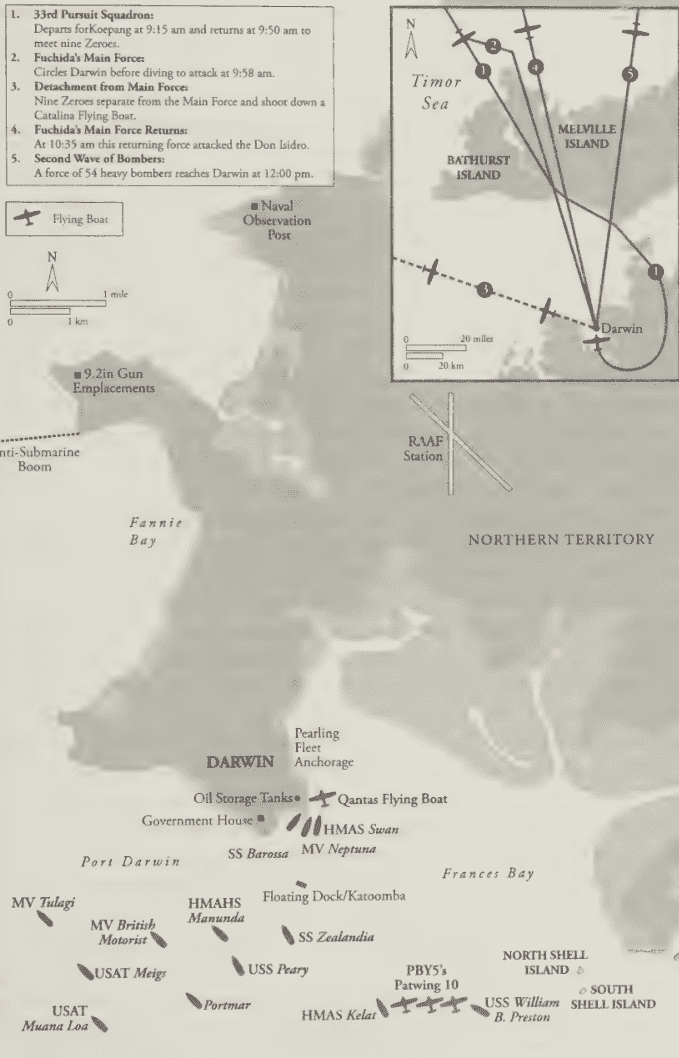 1. 33rd Pursuit Squadron:
Departs forKoepang at 9:15 am and returns at 9:50 am to
meet nine Zeroes.
2. Fuchida's Main Force:
Circles Darwin before diving to attack at 9:58 am.
3. Detachment from Main Force:
Nine Zeroes separate from the Main Force and shoot down a
Catalina Flying Boat.
4. Fuchida's Main Force Returns:
At 10:35 am this returning force attacked the Don Isidro.
5. Second Wave of Bombers:
A force of 54 heavy bombers reaches Darwin at 12:00 pm.
Flying Boat
N
0 1 mile
0 1 km
N
Timor
Sea
2
1
4
5
MELVILLE
ISLAND
BATHURST
ISLAND
1
3
Darwin
0 20 miles
0 20 km
Naval
Observation
Post
9.2in Gun
Emplacements
nti-Submarine
Boom
RAAF
Station
Fannie
Bay
NORTHERN TERRITORY
Pearling
Fleet
Anchorage
DARWIN
Oil Storage Tanks
Qantas Flying Boat
Government House
HMAS Swan
SS Barossa
MV Neptuna
Port Darwin
Frances Bay
Floating Dock/Katoomba
MV Tulagi
MV British
Motorist
HMAHS
Manunda
SS Zealandia
USAT Meigs
USS Peary
PBY5's
Patwing 10
NORTH SHELL
ISLAND
SOUTH
SHELL ISLAND
Portmar
USAT
Muana Loa
HMAS Kelat
USS William
B. Preston